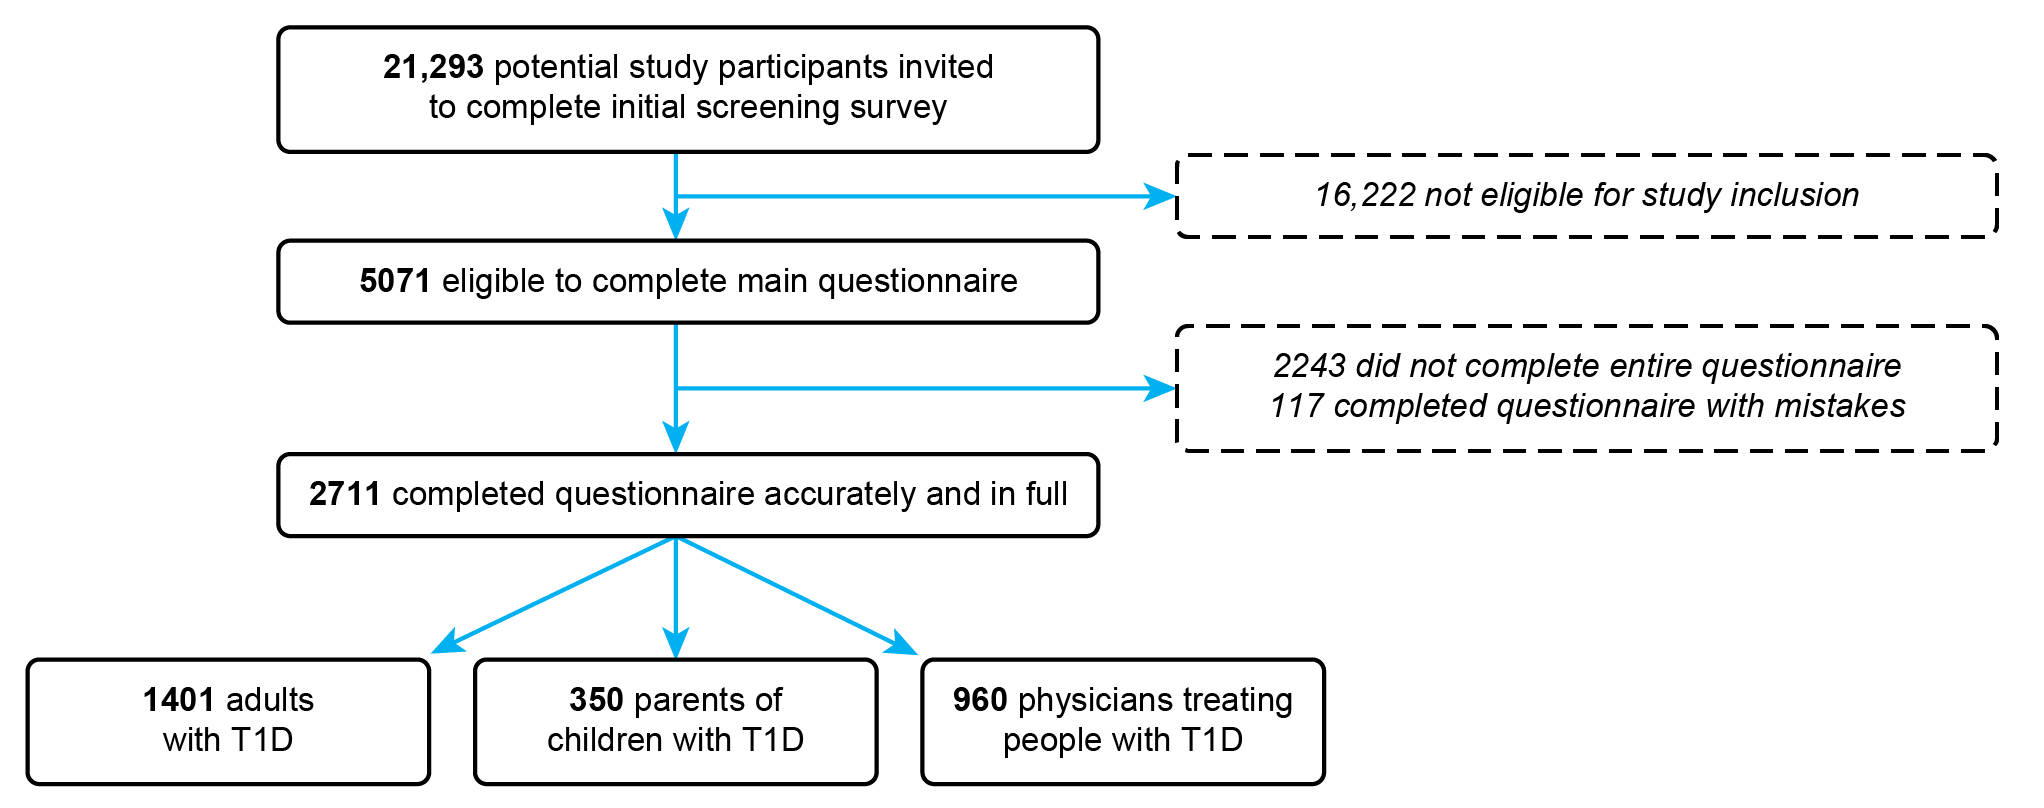 21,293 potential study participants invited
to complete initial screening survey
16,222 not eligible for study inclusion
5071 eligible to complete main questionnaire
2243 did not complete entire questionnaire
117 completed questionnaire with mistakes
2711 completed questionnaire accurately and in full
1401 adults
with T1D
350 parents of
children with T1D
960 physicians treating
people with T1D